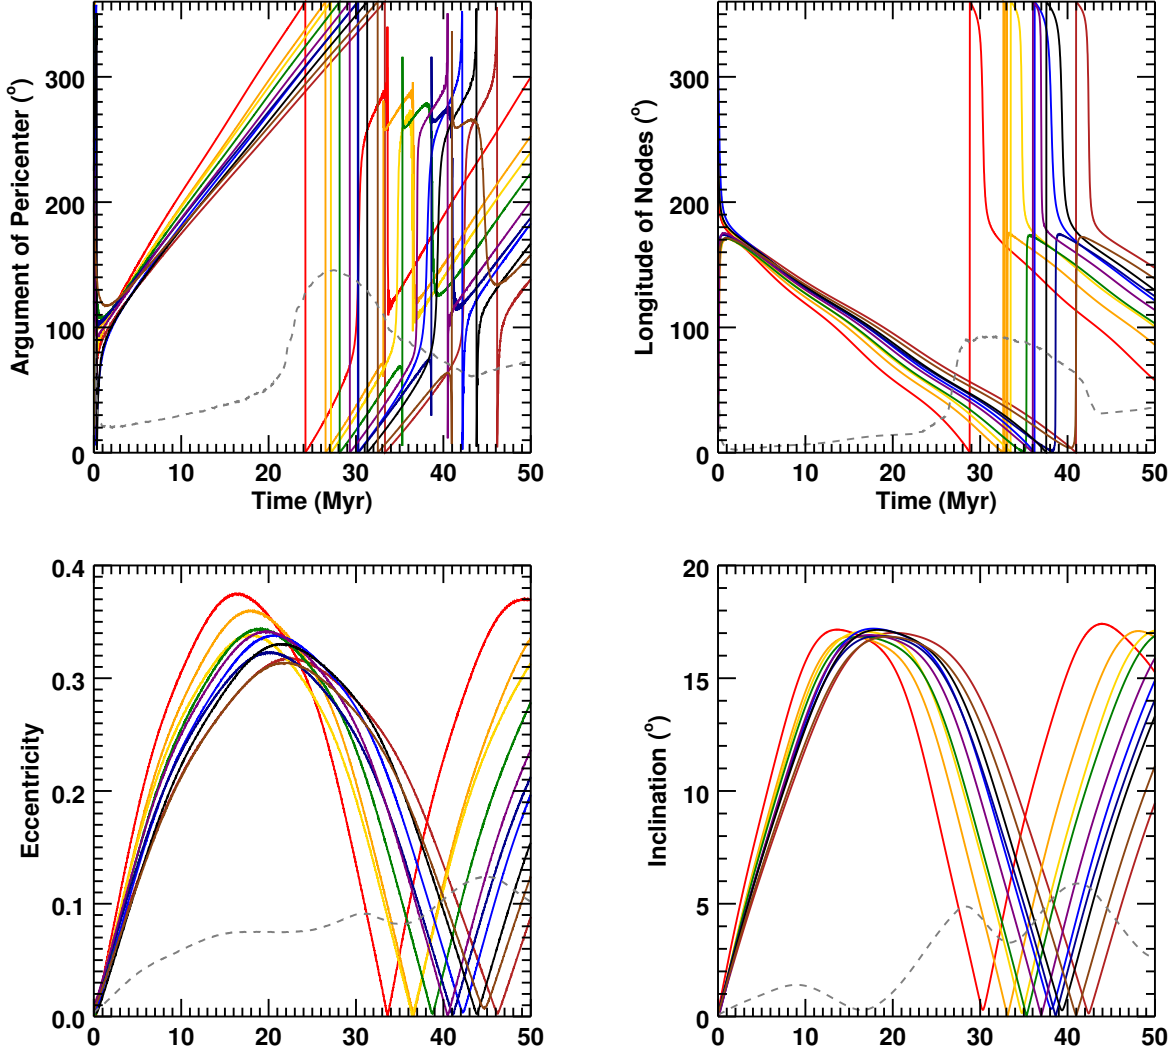 Argument of Pericenter (°)
300
200
100
0
0 10 20 30 40 50
Time (Myr)
Longitude of Nodes (°)
300
200
100
0
0 10 20 30 40 50
Time (Myr)
Eccentricity
0.4
0.3
0.2
0.1
0.0
0 10 20 30 40 50
Inclination (°)
20
15
10
5
0
0 10 20 30 40 50